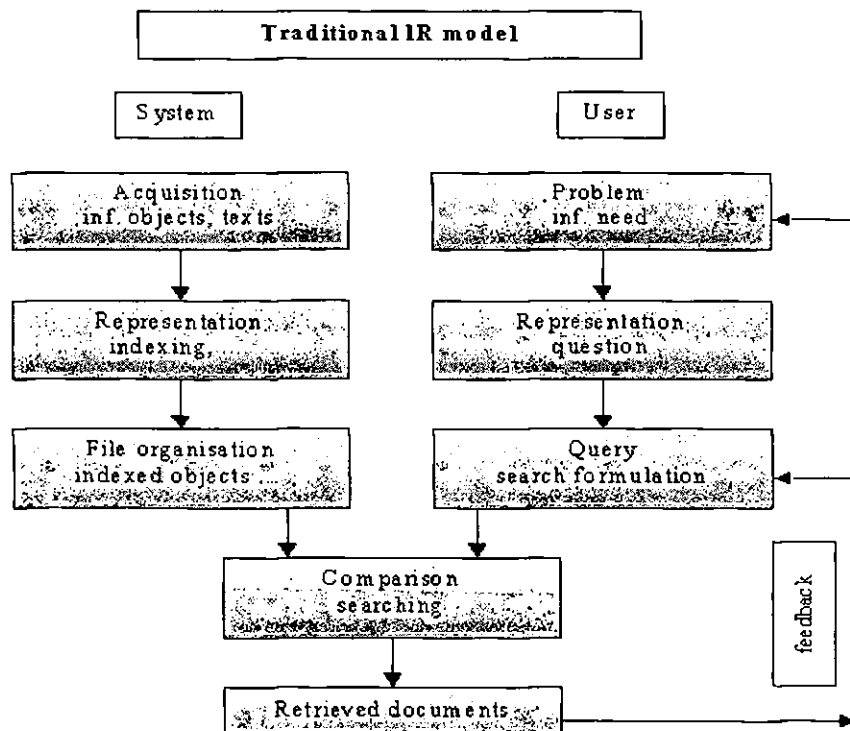 Traditional IR model
System
User
Acquisition
inf. objects, texts
Problem
inf. need
Representation
indexing,
Representation
question
File organisation
indexed objects ....
Query
search formulation
Comparison
searching
feedback
Retrieved documents